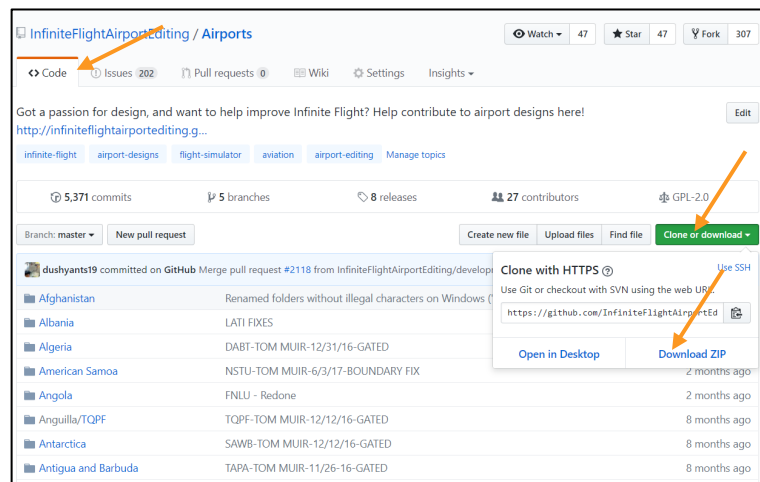 InfiniteFlightAirportEditing / Airports
Watch 47 Star 47 Fork 307
Code Issues 202 Pull requests 0 Wiki Settings Insights
Got a passion for design, and want to help improve Infinite Flight? Help contribute to airport designs here!
Edit
http://infiniteflightairportediting.g...
infinite-flight airport-designs flight-simulator aviation airport-editing Manage topics
5,371 commits 5 branches 8 releases 27 contributors GPL-2.0
Branch: master New pull request Create new file Upload files Find file Clone or download
dushyants19 committed on GitHub Merge pull request #2118 from InfiniteFlightAirportEditing/develop
Clone with HTTPS Use SSH
Use Git or checkout with SVN using the web URL.
https://github.com/InfiniteFlightAirportEd
Open in Desktop Download ZIP
Afghanistan Renamed folders without illegal characters on Windows
Albania LATI FIXES
Algeria DABT-TOM MUIR-12/31/16-GATED
American Samoa NSTU-TOM MUIR-6/3/17-BOUNDARY FIX 2 months ago
Angola FNLU - Redone 2 months ago
Anguilla/TQPF TQPF-TOM MUIR-12/12/16-GATED 8 months ago
Antarctica SAWB-TOM MUIR-12/12/16-GATED 8 months ago
Antigua and Barbuda TAPA-TOM MUIR-11/26-16-GATED 8 months ago